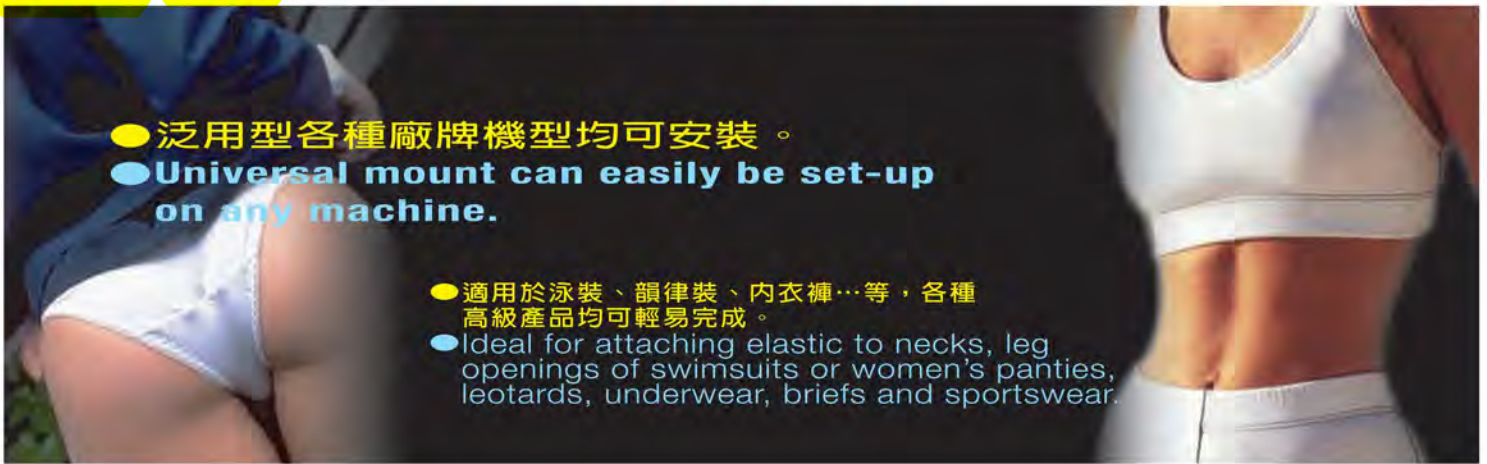 ●泛用型各種廠牌機型均可安裝。
●Universal mount can easily be set-up
on any machine.
●適用於泳裝、韻律裝、內衣褲…等,各種
高級產品均可輕易完成。
●Ideal for attaching elastic to necks, leg
openings of swimsuits or women's panties,
leotards, underwear, briefs and sportswear.